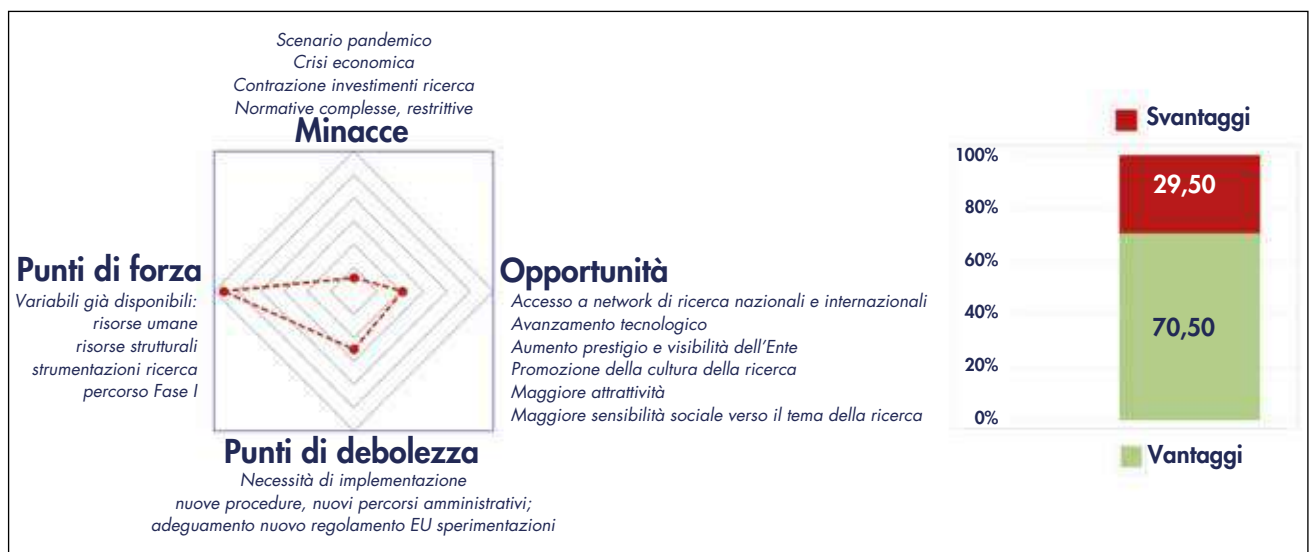 Scenario pandemico
Crisi economica
Contrazione investimenti ricerca
Normative complesse, restrittive
Minacce
Punti di forza
Variabili già disponibili:
risorse umane
risorse strutturali
strumentazioni ricerca
percorso Fase I
Opportunità
Accesso a network di ricerca nazionali e internazionali
Avanzamento tecnologico
Aumento prestigio e visibilità dell’Ente
Promozione della cultura della ricerca
Maggiore attrattività
Maggiore sensibilità sociale verso il tema della ricerca
Punti di debolezza
Necessità di implementazione
nuove procedure, nuovi percorsi amministrativi;
adeguamento nuovo regolamento EU sperimentazioni
Svantaggi
100%
80%
60%
40%
20%
0%
29,50
70,50
Vantaggi